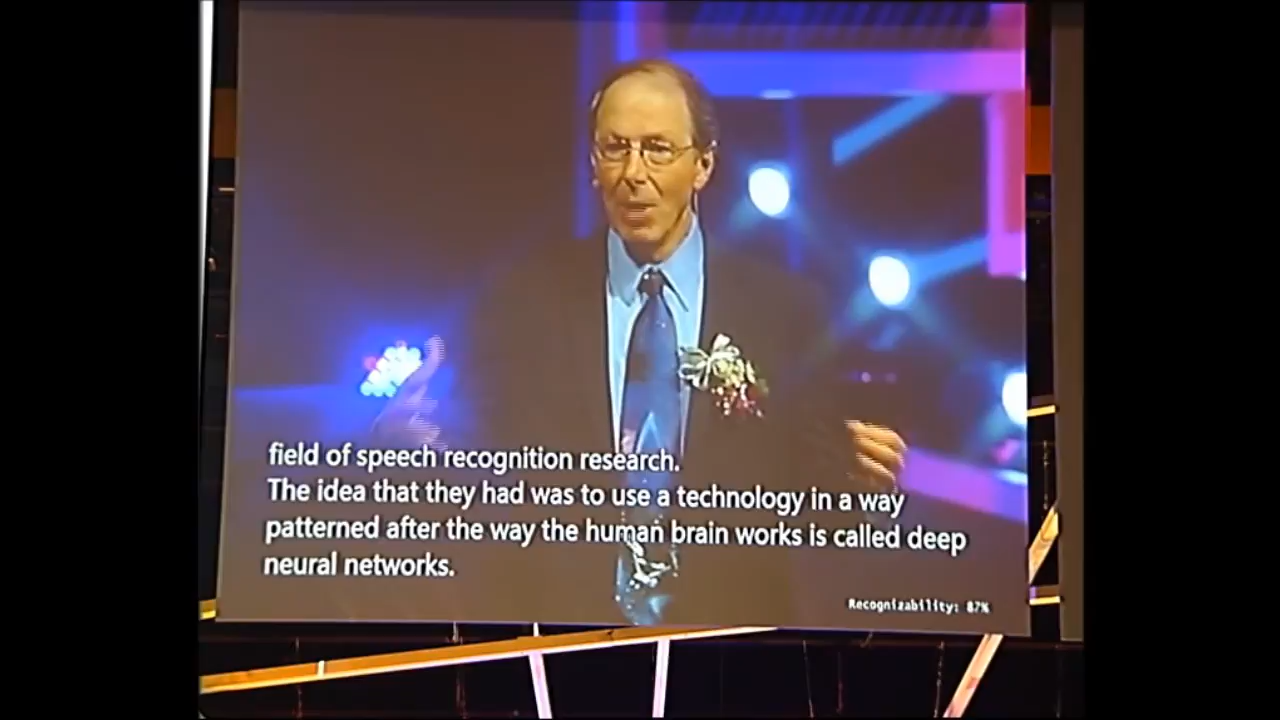 field of speech recognition research.
The idea that they had was to use a technology in a way
patterned after the way the human brain works is called deep
neural networks.
Recognizability: 87%